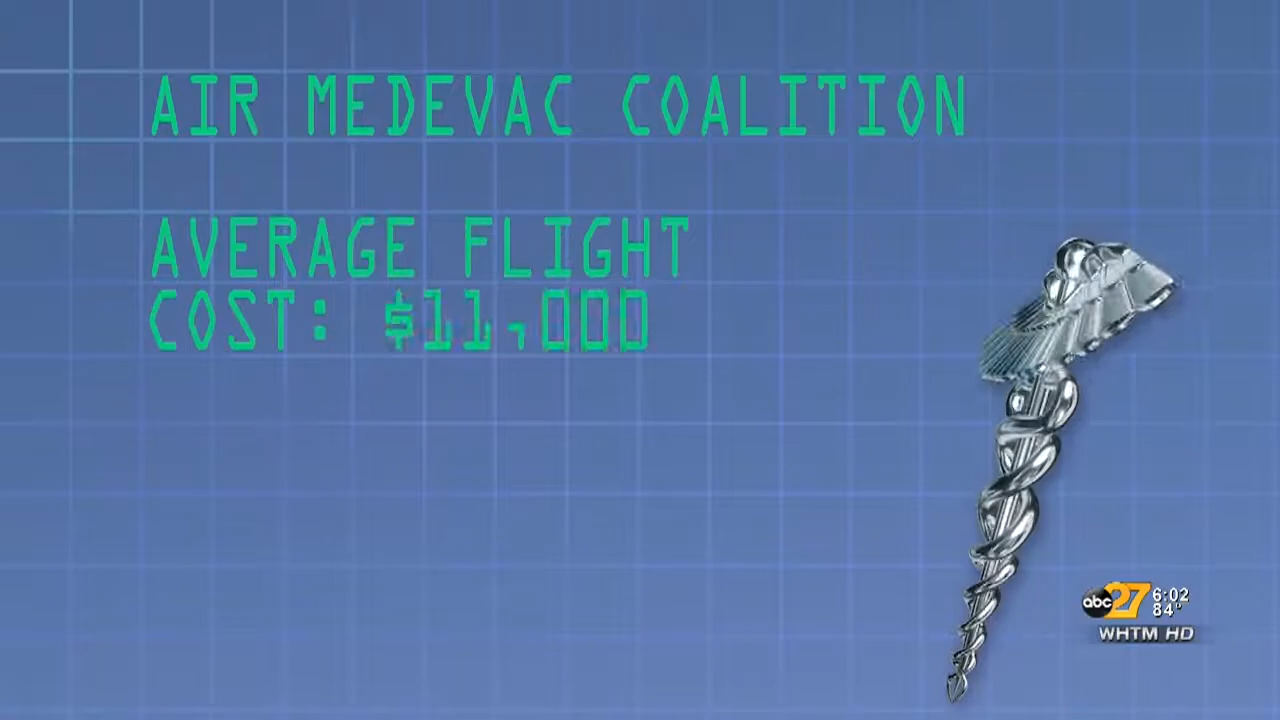 AIR MEDEVAC COALITION
AVERAGE FLIGHT
COST: $11,000
abc27 6:02
84°
WHTM HD